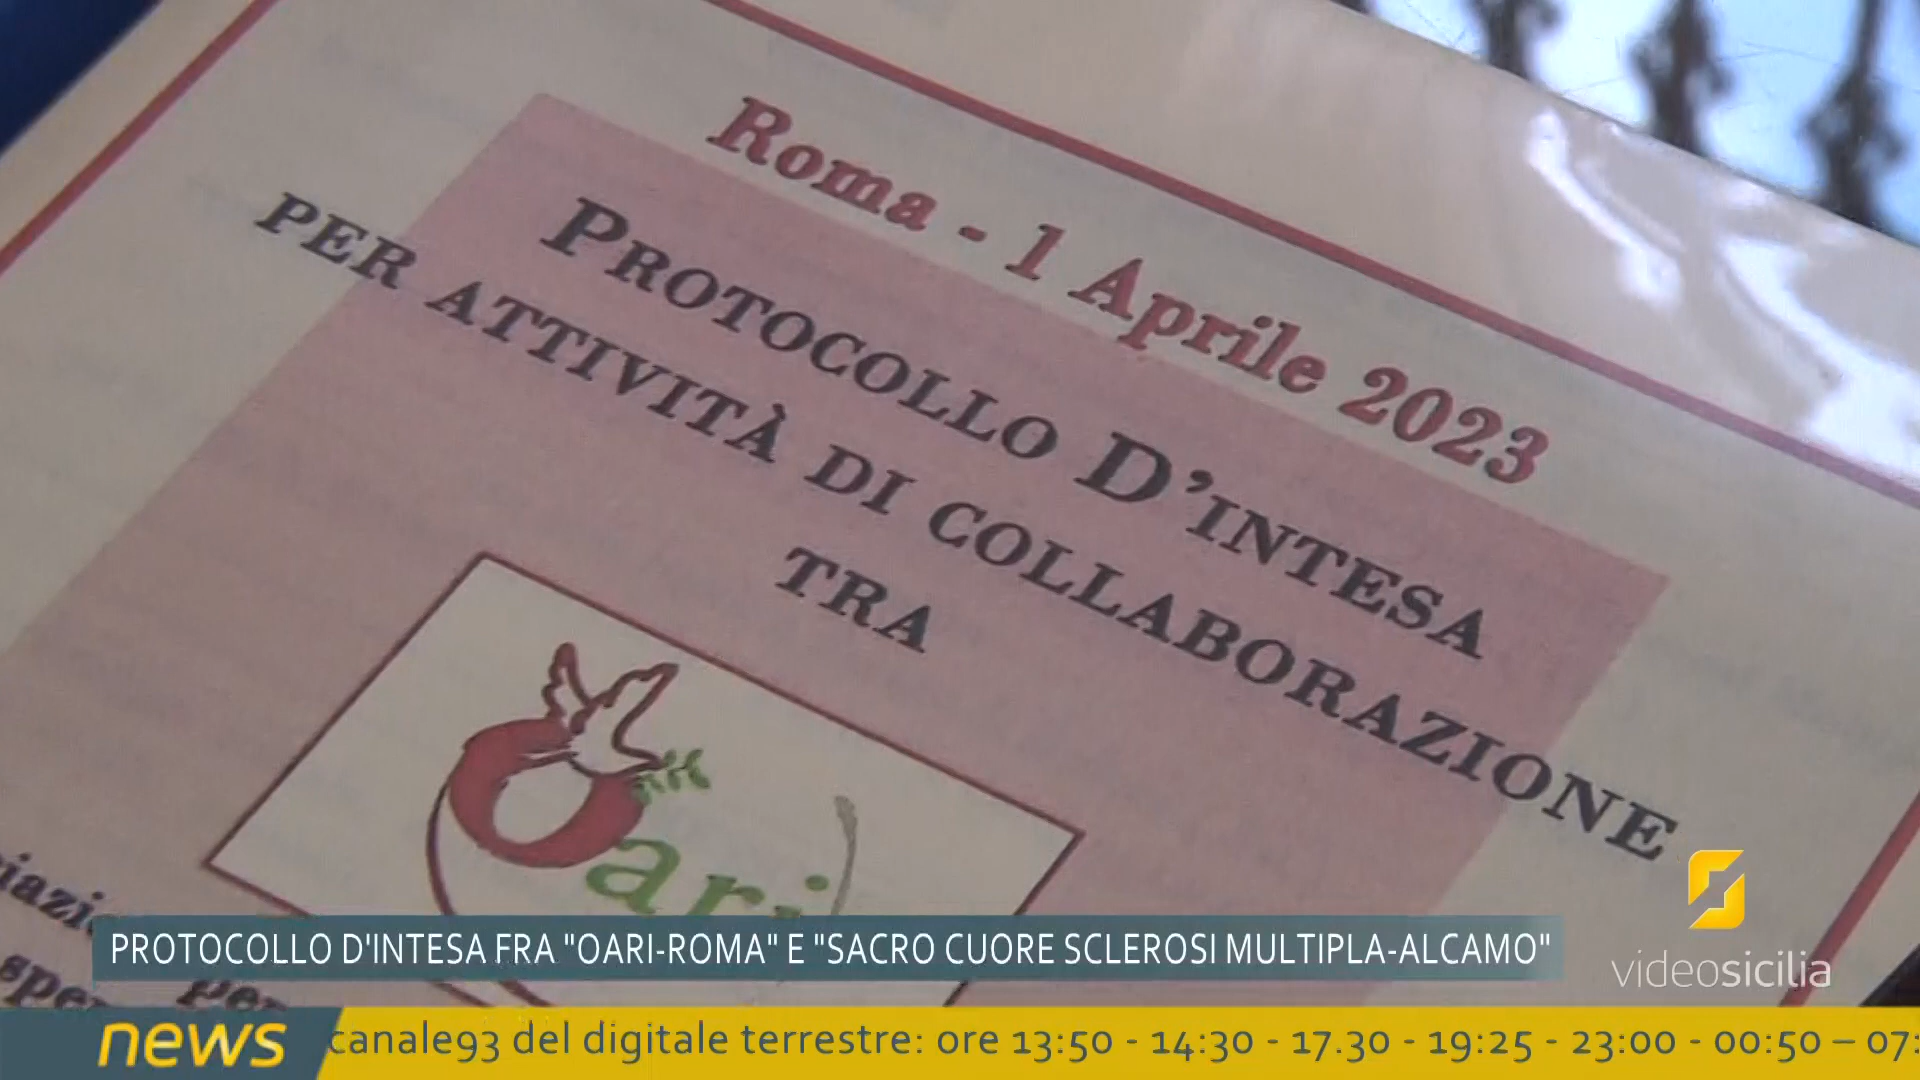 Roma - 1 Aprile 2023
PROTOCOLLO D'INTESA
PER ATTIVITÀ DI COLLABORAZIONE
TRA
Oari
PROTOCOLLO D'INTESA FRA "OARI-ROMA" E "SACRO CUORE SCLEROSI MULTIPLA-ALCAMO"
videosicilia
news canale93 del digitale terrestre: ore 13:50 - 14:30 - 17.30 - 19:25 - 23:00 - 00:50 – 07: